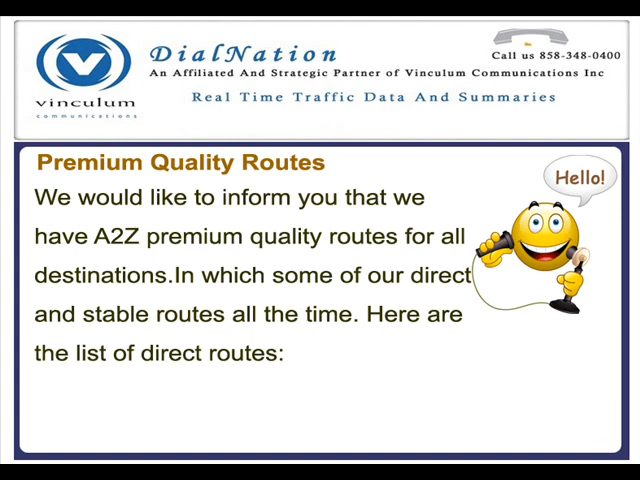 DialNation
Call us 858-348-0400
An Affiliated And Strategic Partner of Vinculum Communications Inc
vinculum
communications
Real Time Traffic Data And Summaries
Premium Quality Routes
Hello!
We would like to inform you that we
have A2Z premium quality routes for all
destinations.In which some of our direct
and stable routes all the time. Here are
the list of direct routes: